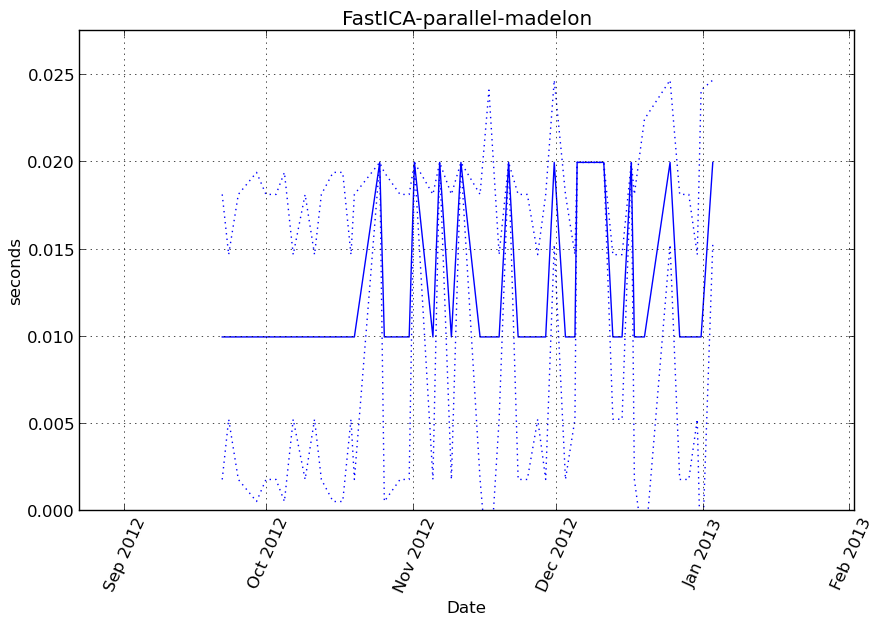 FastICA-parallel-madelon
0.025
0.020
0.015
0.010
0.005
0.000
seconds
Sep 2012
Oct 2012
Nov 2012
Dec 2012
Jan 2013
Feb 2013
Date